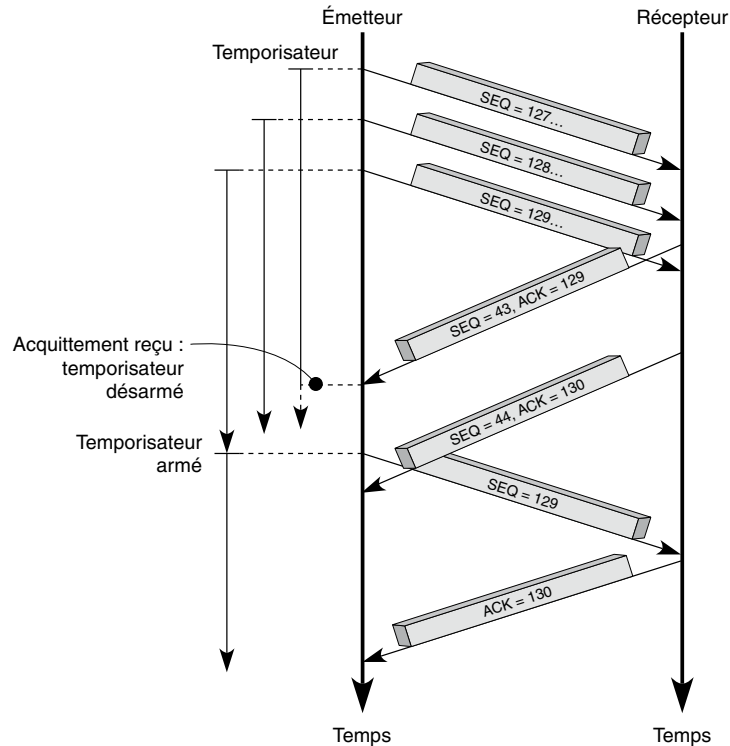 Émetteur
Récepteur
Temporisateur
SEQ = 127…
SEQ = 128…
SEQ = 129…
SEQ = 43, ACK = 129
Acquittement reçu :
temporisateur
désarmé
SEQ = 44, ACK = 130
Temporisateur
armé
SEQ = 129
ACK = 130
Temps
Temps